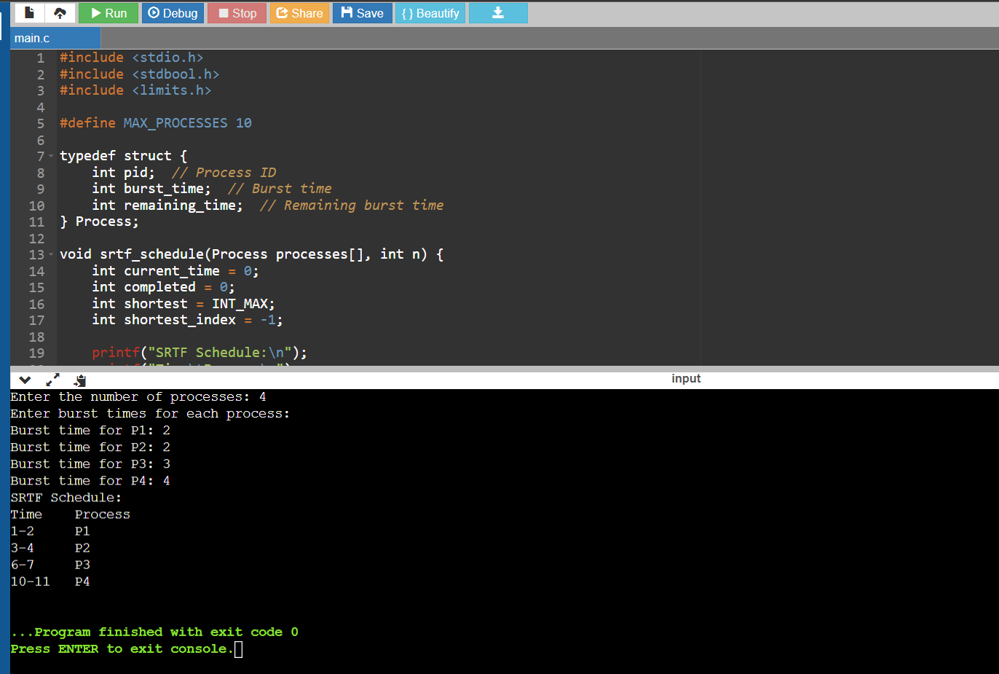 Run Debug Stop Share Save { } Beautify
main.c
1 #include <stdio.h>
2 #include <stdbool.h>
3 #include <limits.h>
4
5 #define MAX_PROCESSES 10
6
7 typedef struct {
8     int pid;  // Process ID
9     int burst_time;  // Burst time
10     int remaining_time;  // Remaining burst time
11 } Process;
12
13 void srtf_schedule(Process processes[], int n) {
14     int current_time = 0;
15     int completed = 0;
16     int shortest = INT_MAX;
17     int shortest_index = -1;
18
19     printf("SRTF Schedule:\n");
input
Enter the number of processes: 4
Enter burst times for each process:
Burst time for P1: 2
Burst time for P2: 2
Burst time for P3: 3
Burst time for P4: 4
SRTF Schedule:
Time    Process
1-2     P1
3-4     P2
6-7     P3
10-11   P4
...Program finished with exit code 0
Press ENTER to exit console.